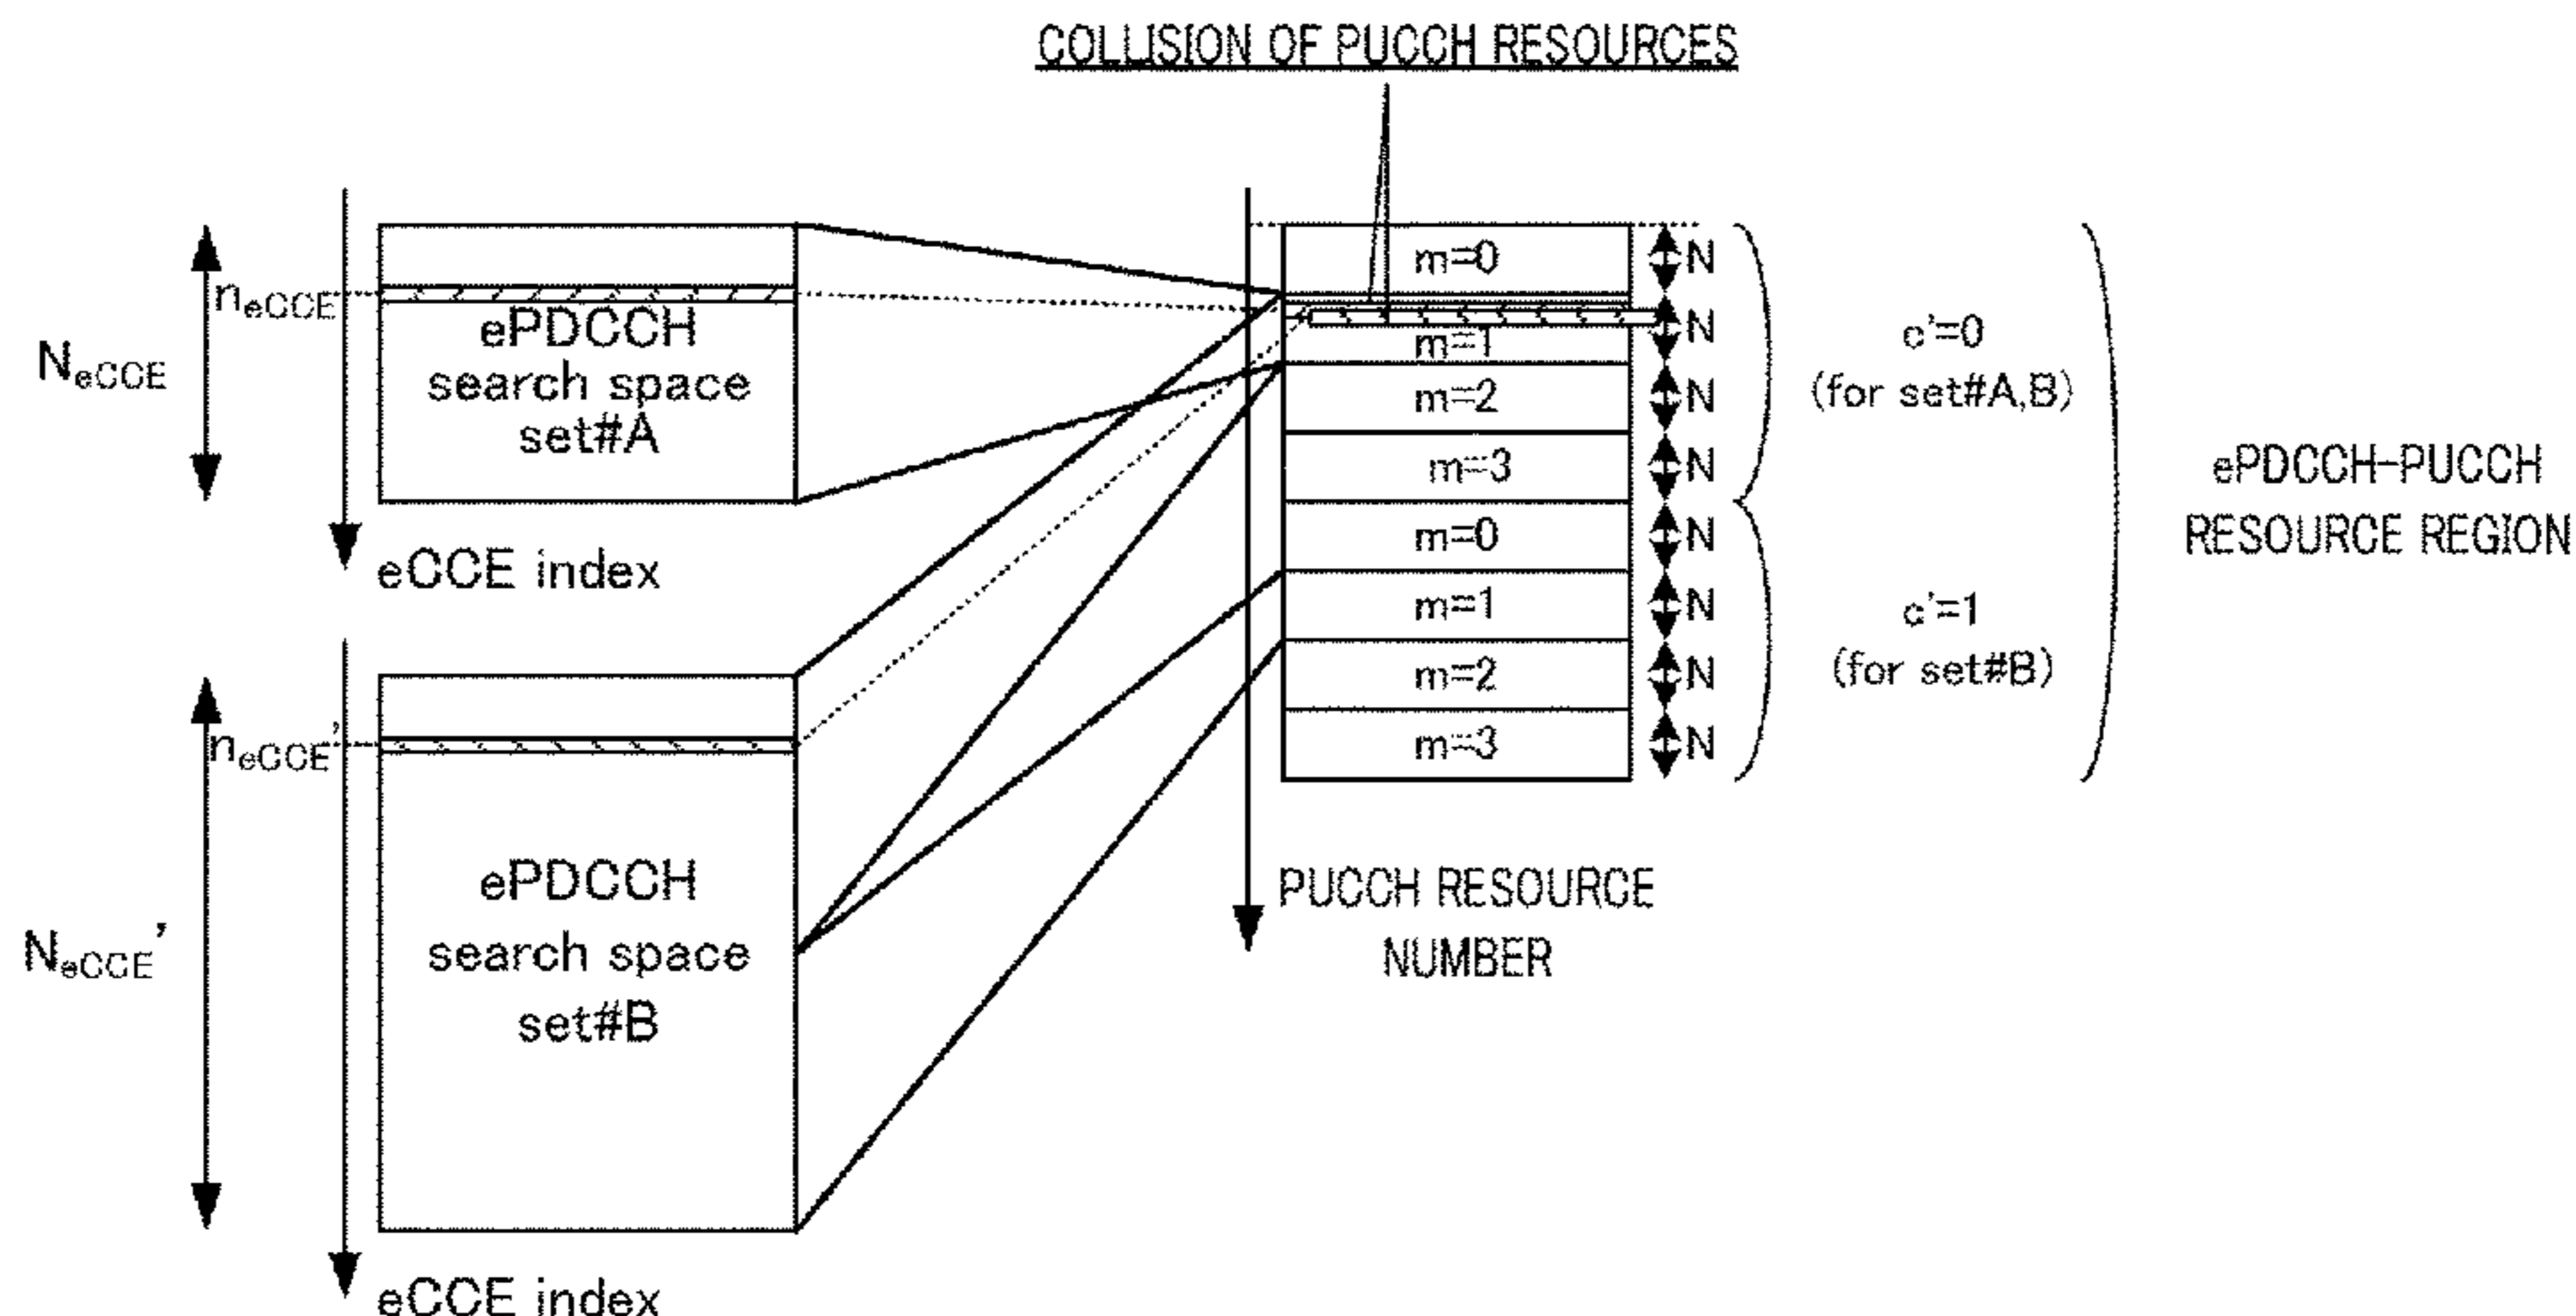 COLLISION OF PUCCH RESOURCES
NeCCE
neCCE
ePDCCH
search space
set#A
eCCE index
NeCCE'
neCCE'
ePDCCH
search space
set#B
eCCE index
m=0
m=1
m=2
m=3
m=0
m=1
m=2
m=3
N
N
N
N
N
N
N
N
c'=0
(for set#A,B)
c'=1
(for set#B)
ePDCCH-PUCCH
RESOURCE REGION
PUCCH RESOURCE
NUMBER